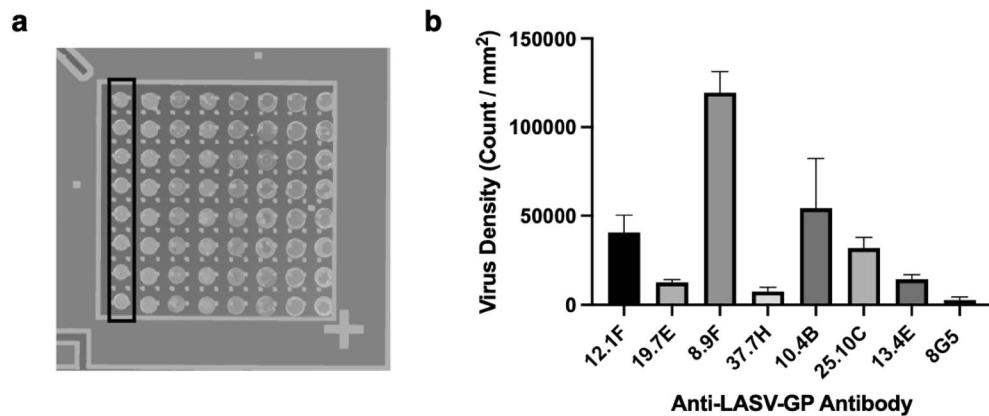 a
b
Virus Density (Count / mm²)
150000
100000
50000
0
12.1F
19.7E
8.9F
37.7H
10.4B
25.10C
13.4E
8G5
Anti-LASV-GP Antibody